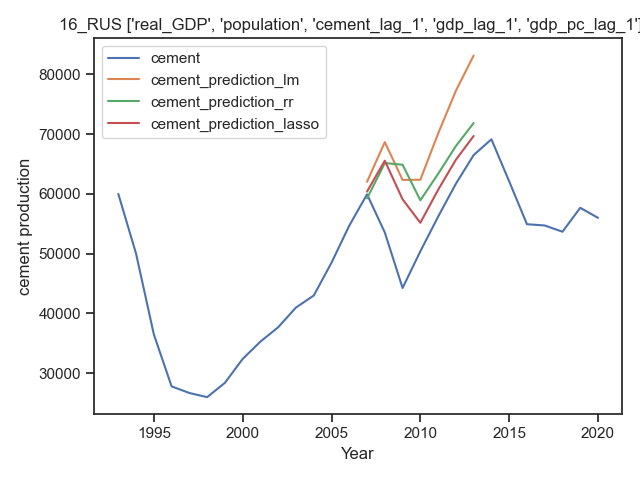 16_RUS ['real_GDP', 'population', 'cement_lag_1', 'gdp_lag_1', 'gdp_pc_lag_1']
cement
cement_prediction_lm
cement_prediction_rr
cement_prediction_lasso
80000
70000
60000
50000
40000
30000
cement production
1995
2000
2005
2010
2015
2020
Year